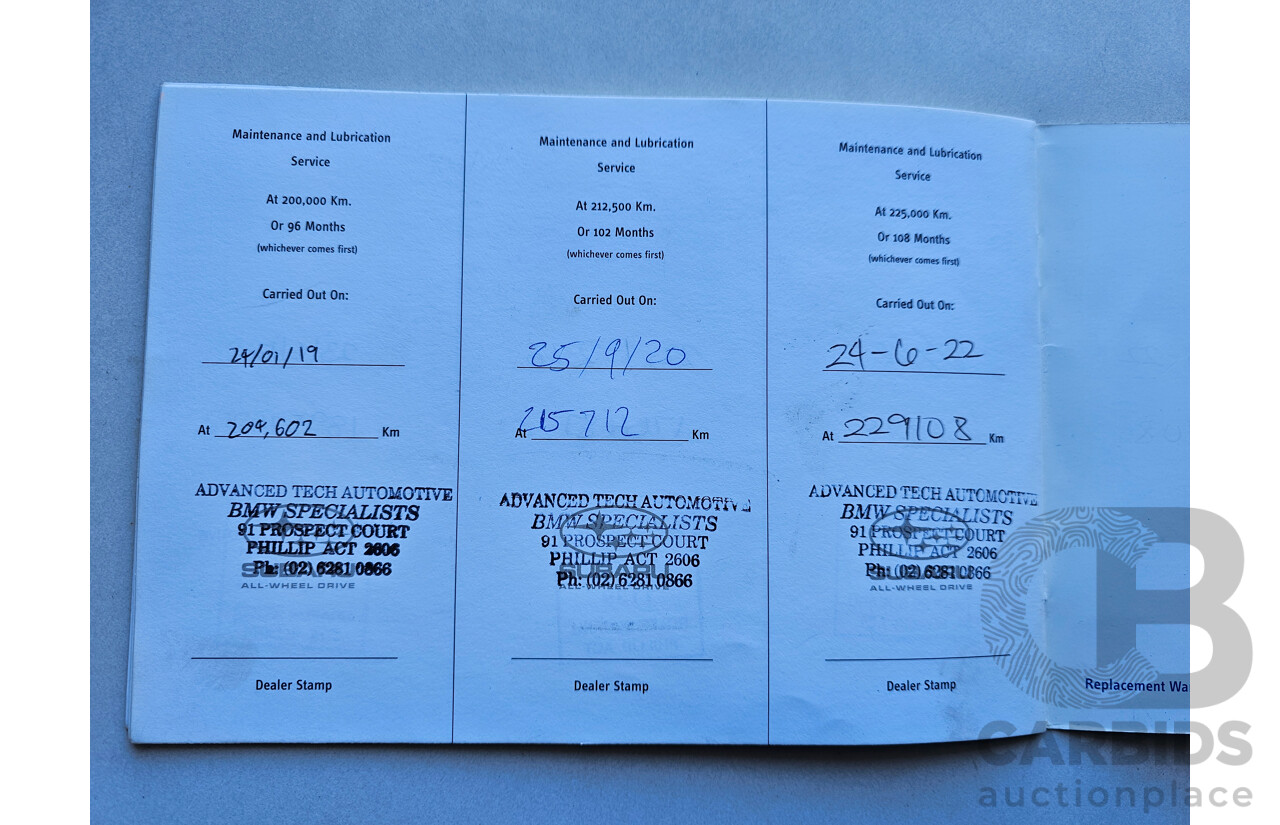 Maintenance and Lubrication
Service
At 200,000 Km.
Or 96 Months
(whichever comes first)
Carried Out On:
24/01/19
At 209,602 Km
ADVANCED TECH AUTOMOTIVE
BMW SPECIALISTS
91 PROSPECT COURT
PHILLIP ACT 2606
Ph: (02) 6281 0866
SUBARU
ALL-WHEEL DRIVE
Dealer Stamp
Maintenance and Lubrication
Service
At 212,500 Km.
Or 102 Months
(whichever comes first)
Carried Out On:
25/9/20
At 215712 Km
ADVANCED TECH AUTOMOTIVE
BMW SPECIALISTS
91 PROSPECT COURT
PHILLIP ACT 2606
SUBARU
Ph: (02) 6281 0866
ALL-WHEEL DRIVE
Dealer Stamp
Maintenance and Lubrication
Service
At 225,000 Km.
Or 108 Months
(whichever comes first)
Carried Out On:
24-6-22
At 229108 Km
ADVANCED TECH AUTOMOTIVE
BMW SPECIALISTS
91 PROSPECT COURT
PHILLIP ACT 2606
Ph: (02) 6281 0866
SUBARU
ALL-WHEEL DRIVE
Dealer Stamp
Replacement Wa
CARBIDS
auctionplace